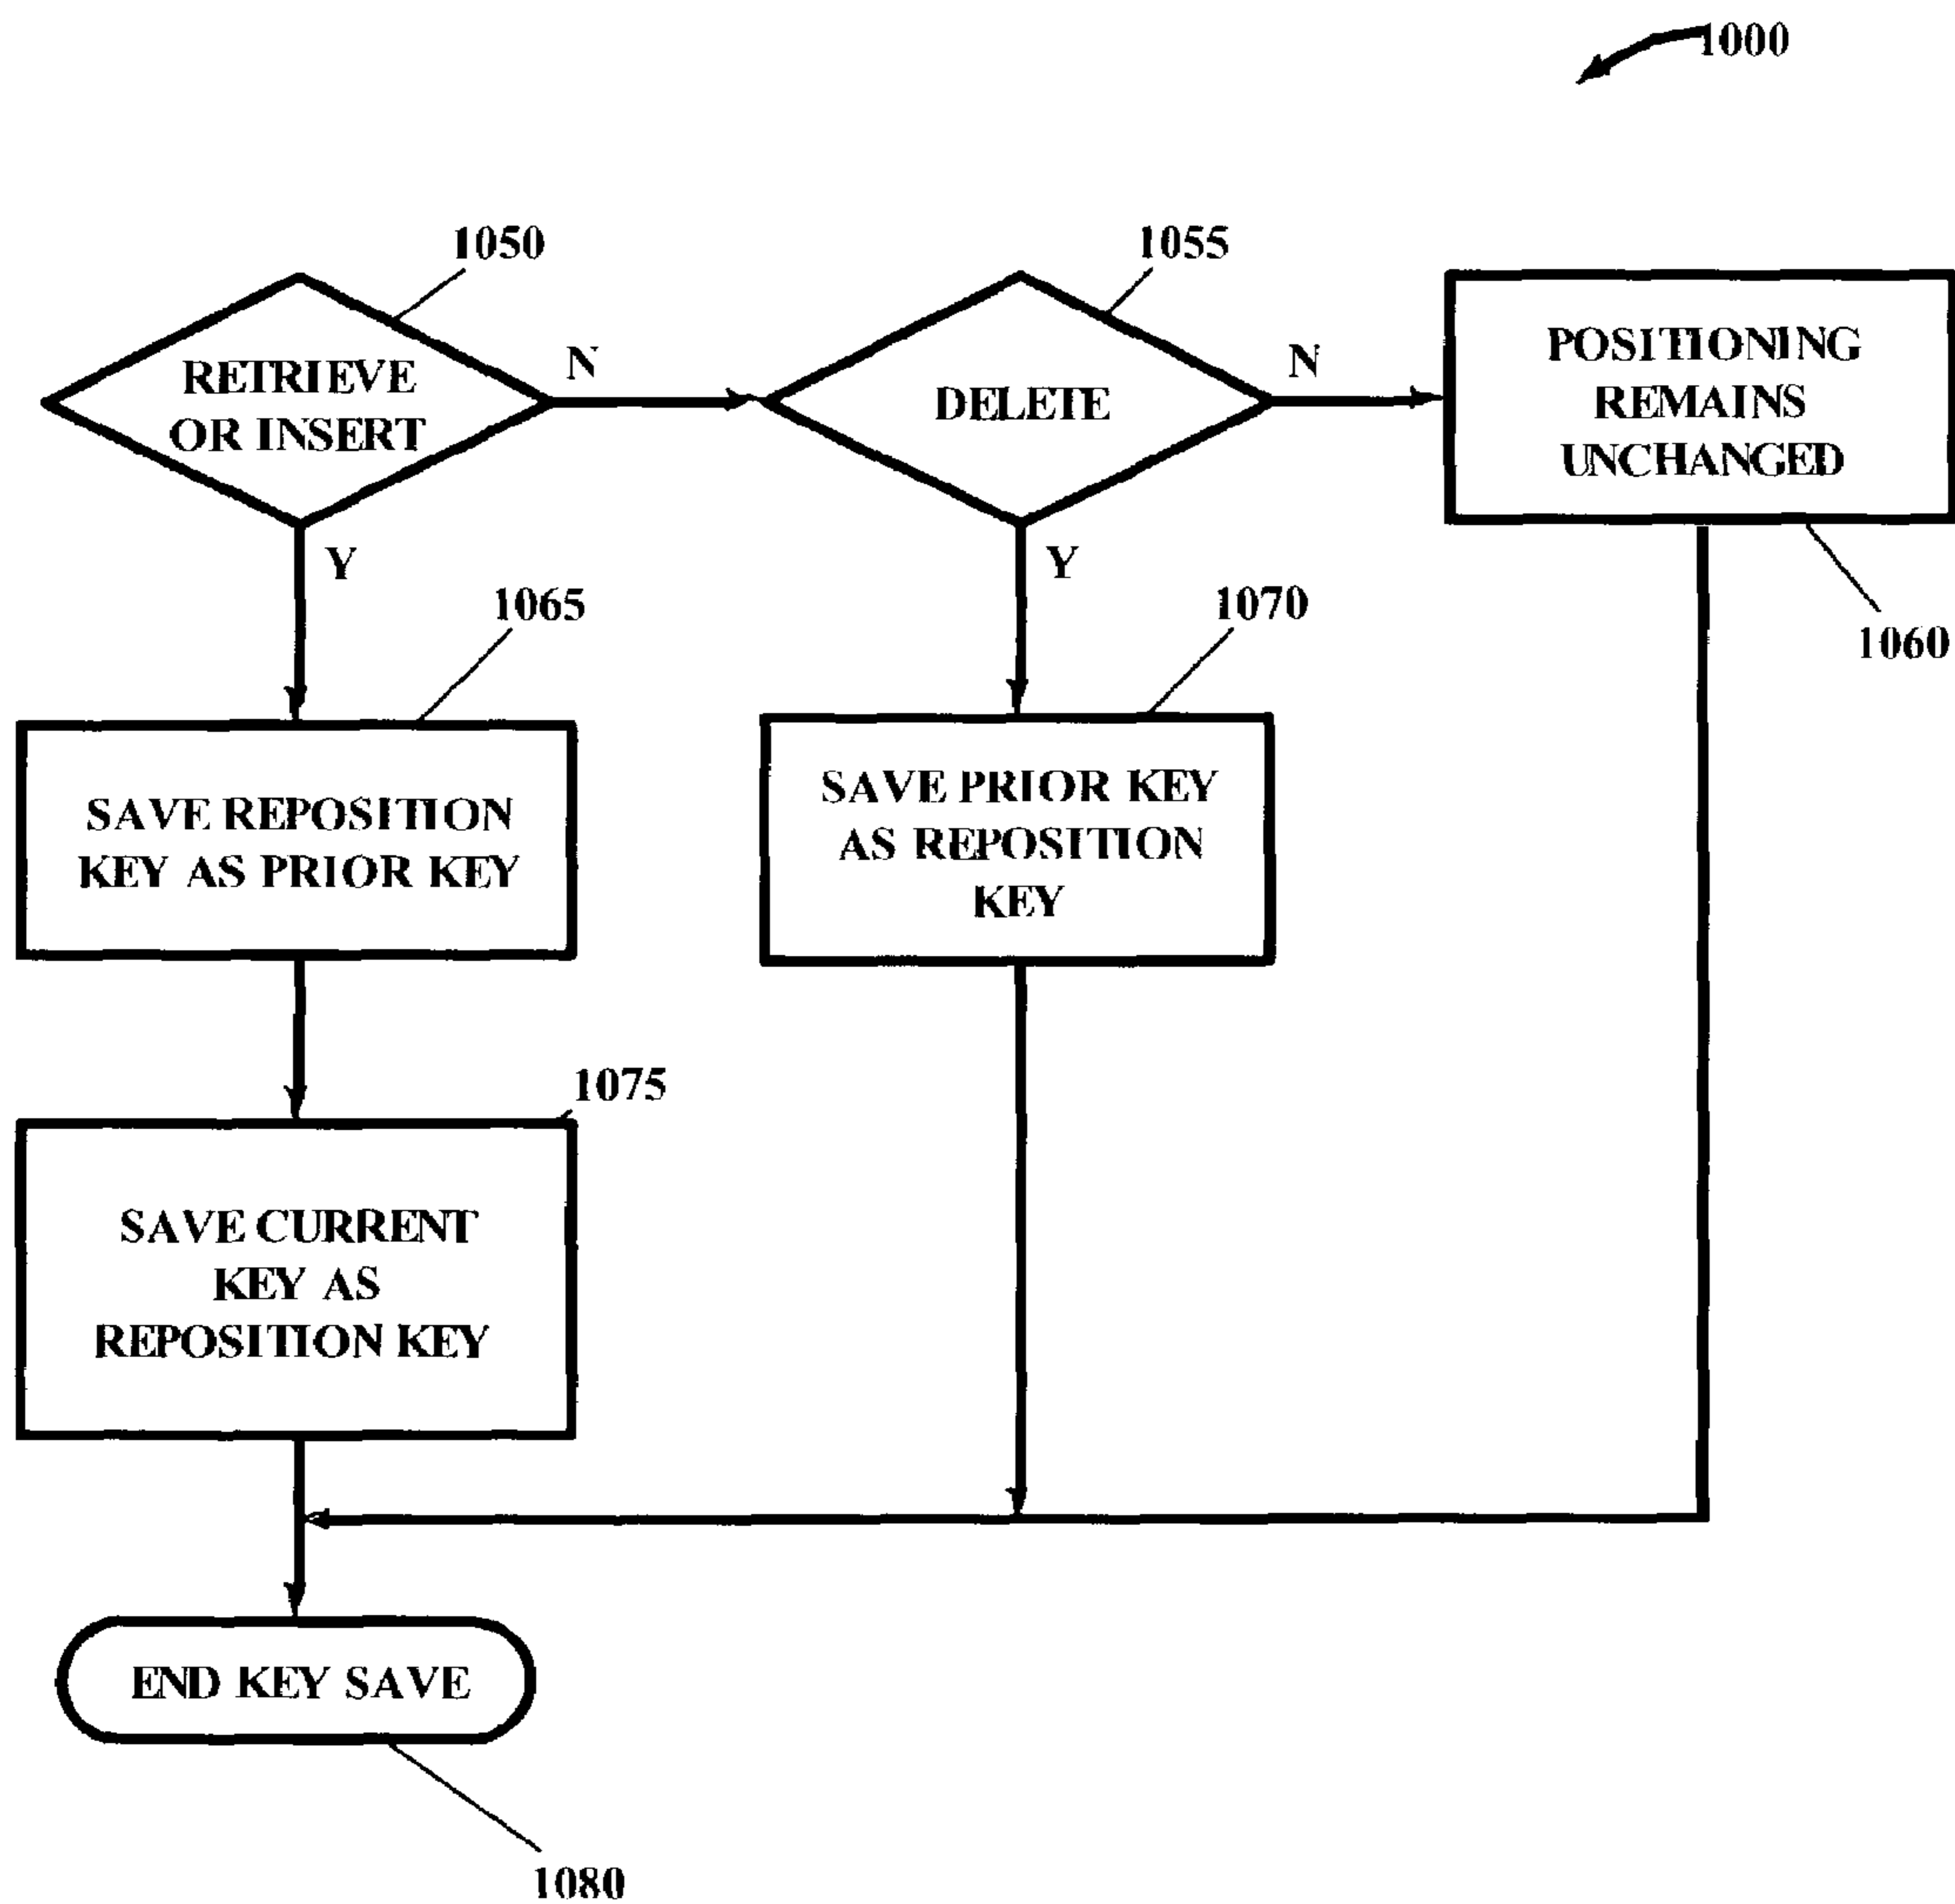 1000
1050
1055
RETRIEVE
OR INSERT
N
DELETE
N
POSITIONING
REMAINS
UNCHANGED
Y
Y
1065
1070
1060
SAVE REPOSITION
KEY AS PRIOR KEY
SAVE PRIOR KEY
AS REPOSITION
KEY
1075
SAVE CURRENT
KEY AS
REPOSITION KEY
END KEY SAVE
1080